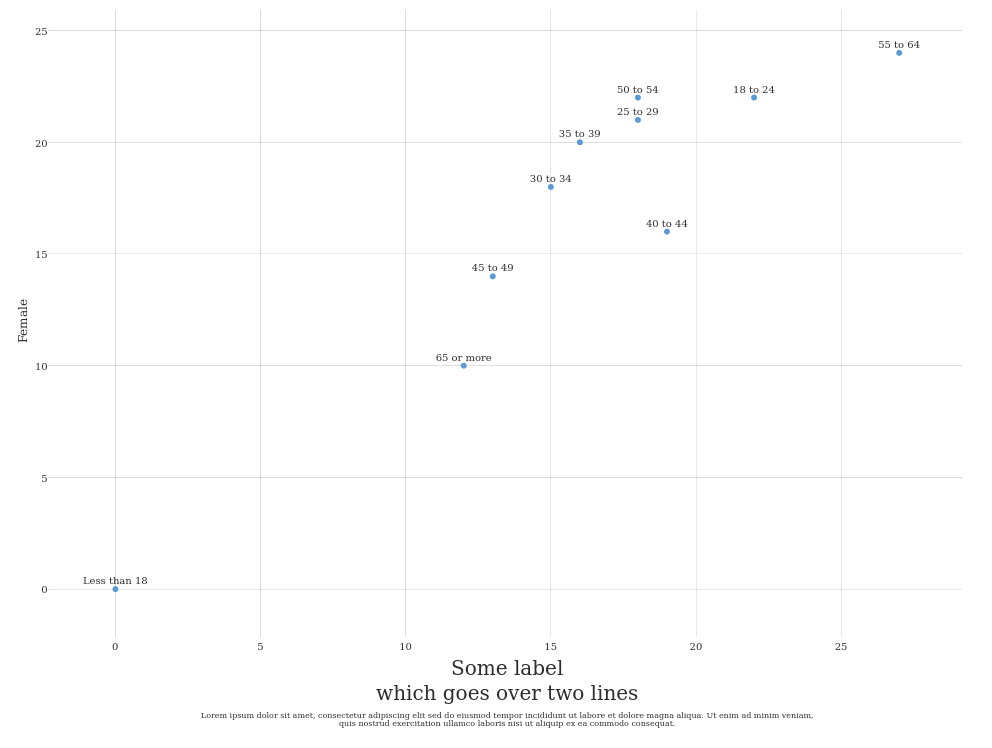 25
55 to 64
50 to 54
18 to 24
25 to 29
35 to 39
20
30 to 34
40 to 44
15
45 to 49
Female
65 or more
10
5
Less than 18
0
0 5 10 15 20 25
Some label
which goes over two lines
Lorem ipsum dolor sit amet, consectetur adipiscing elit sed do eiusmod tempor incididunt ut labore et dolore magna aliqua. Ut enim ad minim veniam,
quis nostrud exercitation ullamco laboris nisi ut aliquip ex ea commodo consequat.